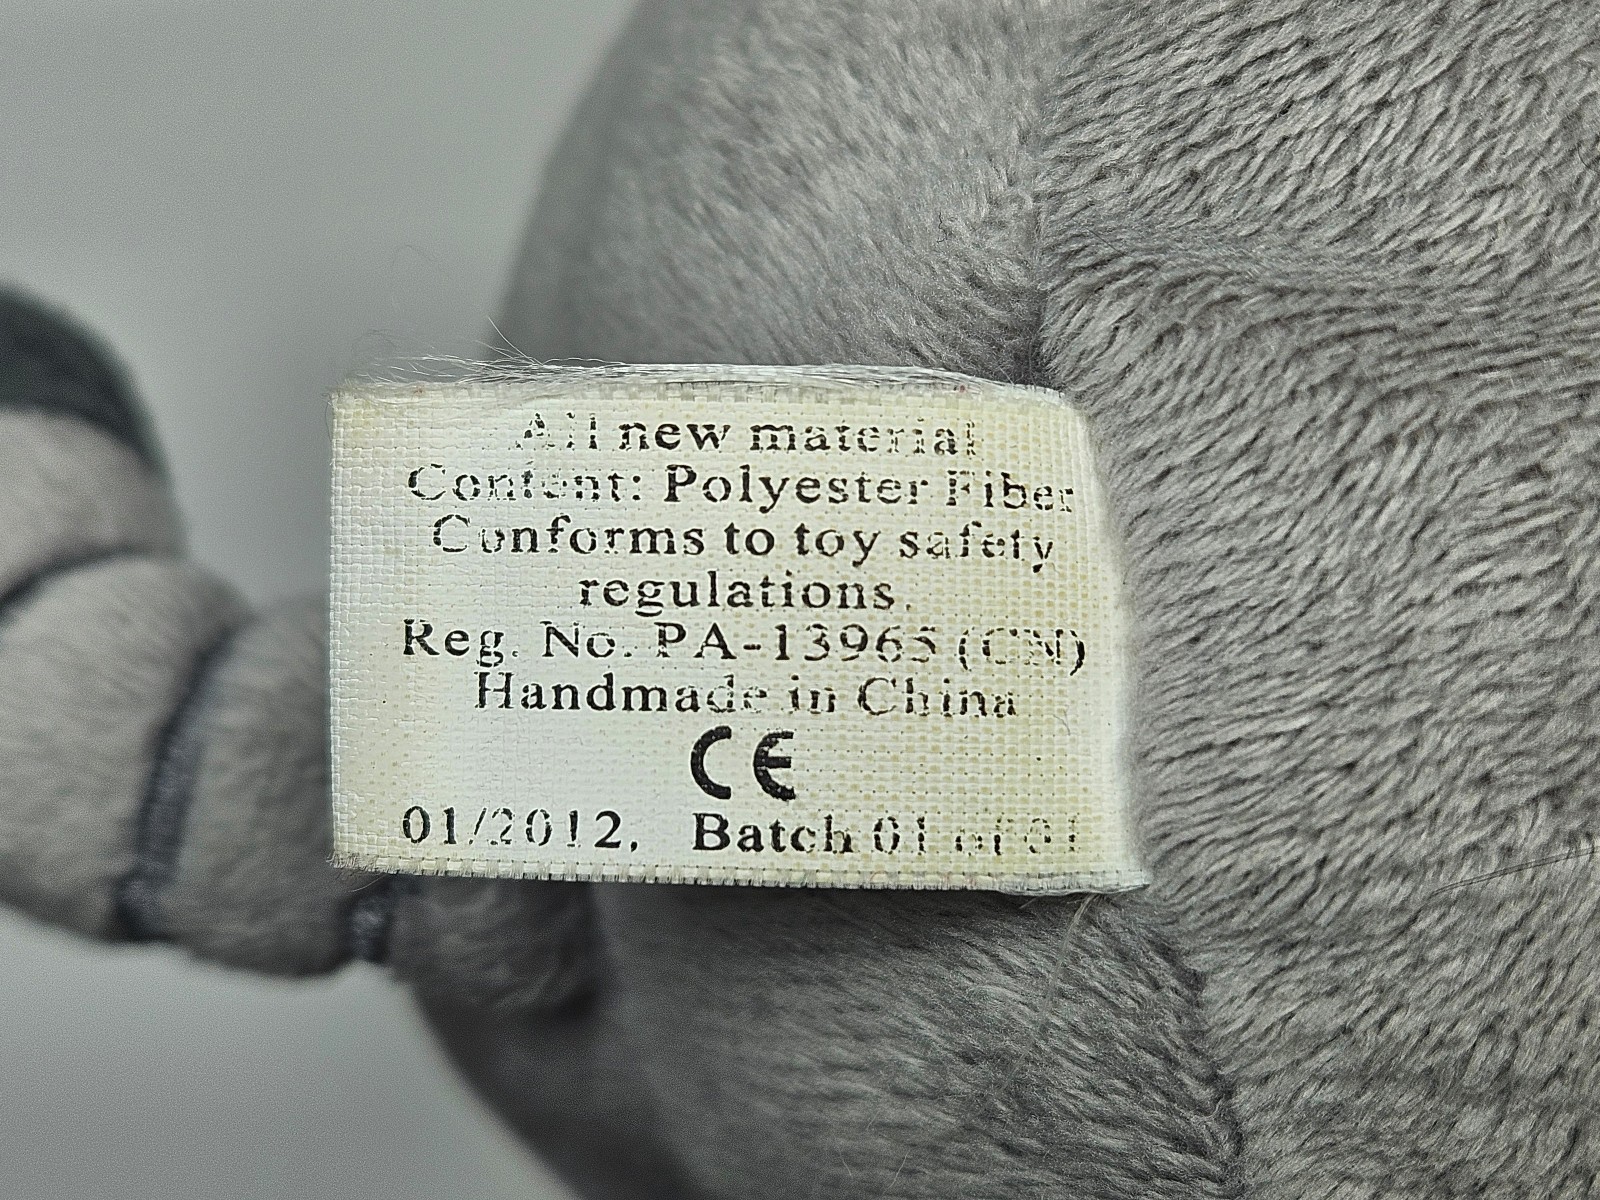 All new material
Content: Polyester Fiber
Conforms to toy safety
regulations.
Reg. No. PA-13965 (CN)
Handmade in China
CE
01/2012, Batch 01 of 01